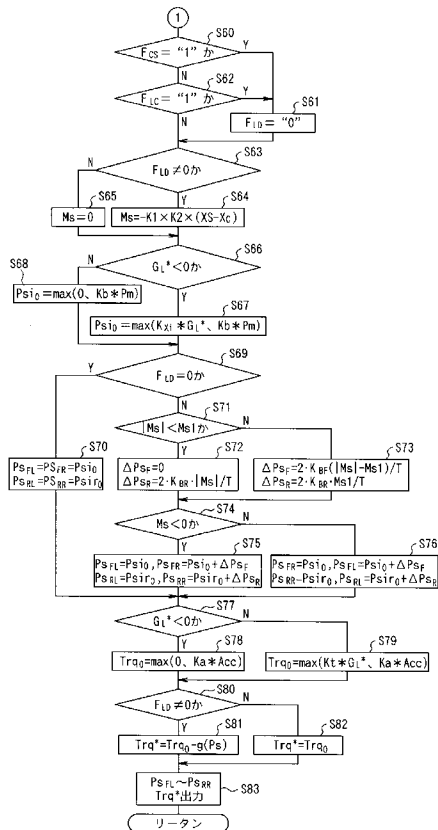 1
S60
F_CS = "1" か
Y
N
S62
F_LC = "1" か
Y
N
S61
F_LD = "0"
S63
F_LD≠0か
N
Y
S65
Ms=0
S64
Ms=-K1×K2×(XS-Xc)
S66
G_L*<0か
N
Y
S68
Psi_0=max(0、Kb*Pm)
S67
Psi_0=max(K_Xi*G_L*、Kb*Pm)
S69
F_LD=0か
Y
N
S71
|Ms|<Ms1か
N
Y
S70
Ps_FL=PS_FR=Psi_0
Ps_RL=PS_RR=Psir_0
S72
ΔPs_F=0
ΔPs_R=2·K_BR·|Ms|/T
S73
ΔPs_F=2·K_BF(|Ms|-Ms1)/T
ΔPs_R=2·K_BR·Ms1/T
S74
Ms<0か
N
Y
S75
Ps_FL=Psi_0,Ps_FR=Psi_0+ΔPs_F
Ps_RL=Psir_0,Ps_RR=Psir_0+ΔPs_R
S76
Ps_FR=Psi_0,Ps_FL=Psi_0+ΔPs_F
Ps_RR=Psir_0,Ps_RL=Psir_0+ΔPs_R
S77
G_L*<0か
N
Y
S78
Trq_0=max(0、Ka*Acc)
S79
Trq_0=max(Kt*G_L*、Ka*Acc)
S80
F_LD≠0か
N
Y
S81
Trq*=Trq_0-g(Ps)
S82
Trq*=Trq_0
S83
Ps_FL~Ps_RR
Trq*出力
リータン